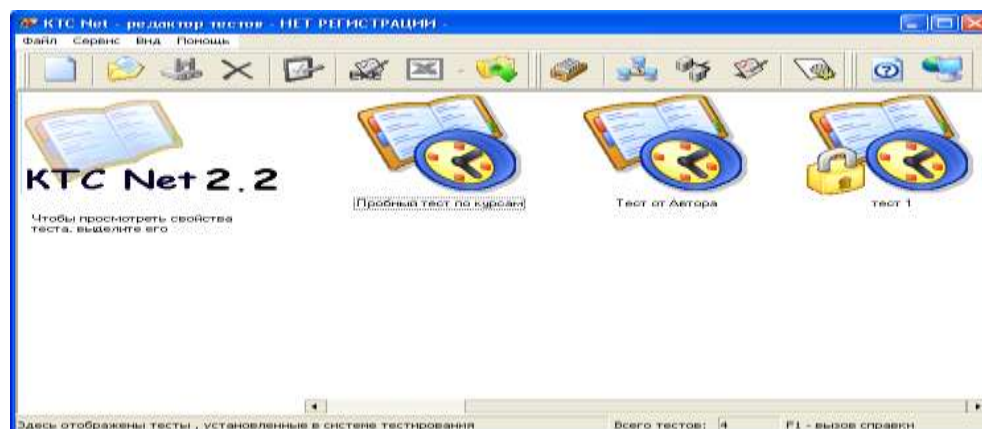 КТС Net - редактор тестов - НЕТ РЕГИСТРАЦИИ -
Файл Сервис Вид Помощь
КТС Net 2.2
Чтобы просмотреть свойства
теста, выделите его
Пробный тест по курсам
Тест от Автора
тест 1
Здесь отображены тесты , установленные в системе тестирования
Всего тестов: 4
F1 - вызов справки